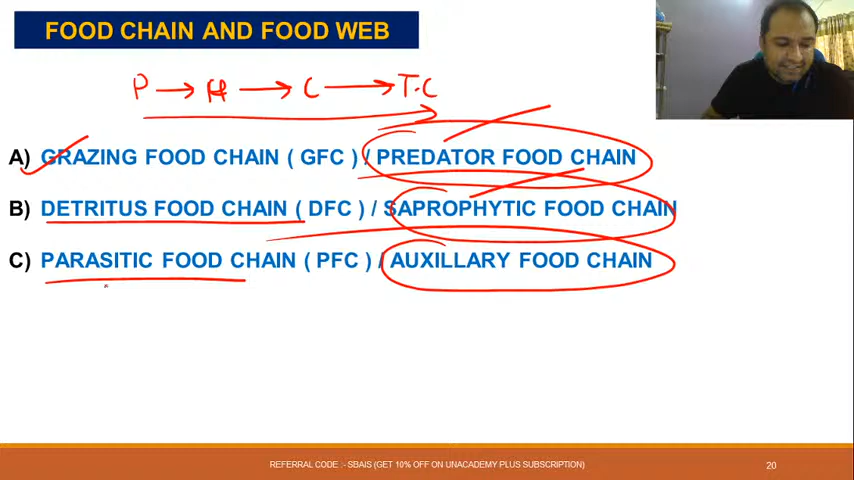 FOOD CHAIN AND FOOD WEB
P → H → C → T.C
A) GRAZING FOOD CHAIN ( GFC ) / PREDATOR FOOD CHAIN
B) DETRITUS FOOD CHAIN ( DFC ) / SAPROPHYTIC FOOD CHAIN
C) PARASITIC FOOD CHAIN ( PFC ) / AUXILLARY FOOD CHAIN
REFERRAL CODE :- SBAIS (GET 10% OFF ON UNACADEMY PLUS SUBSCRIPTION)
20